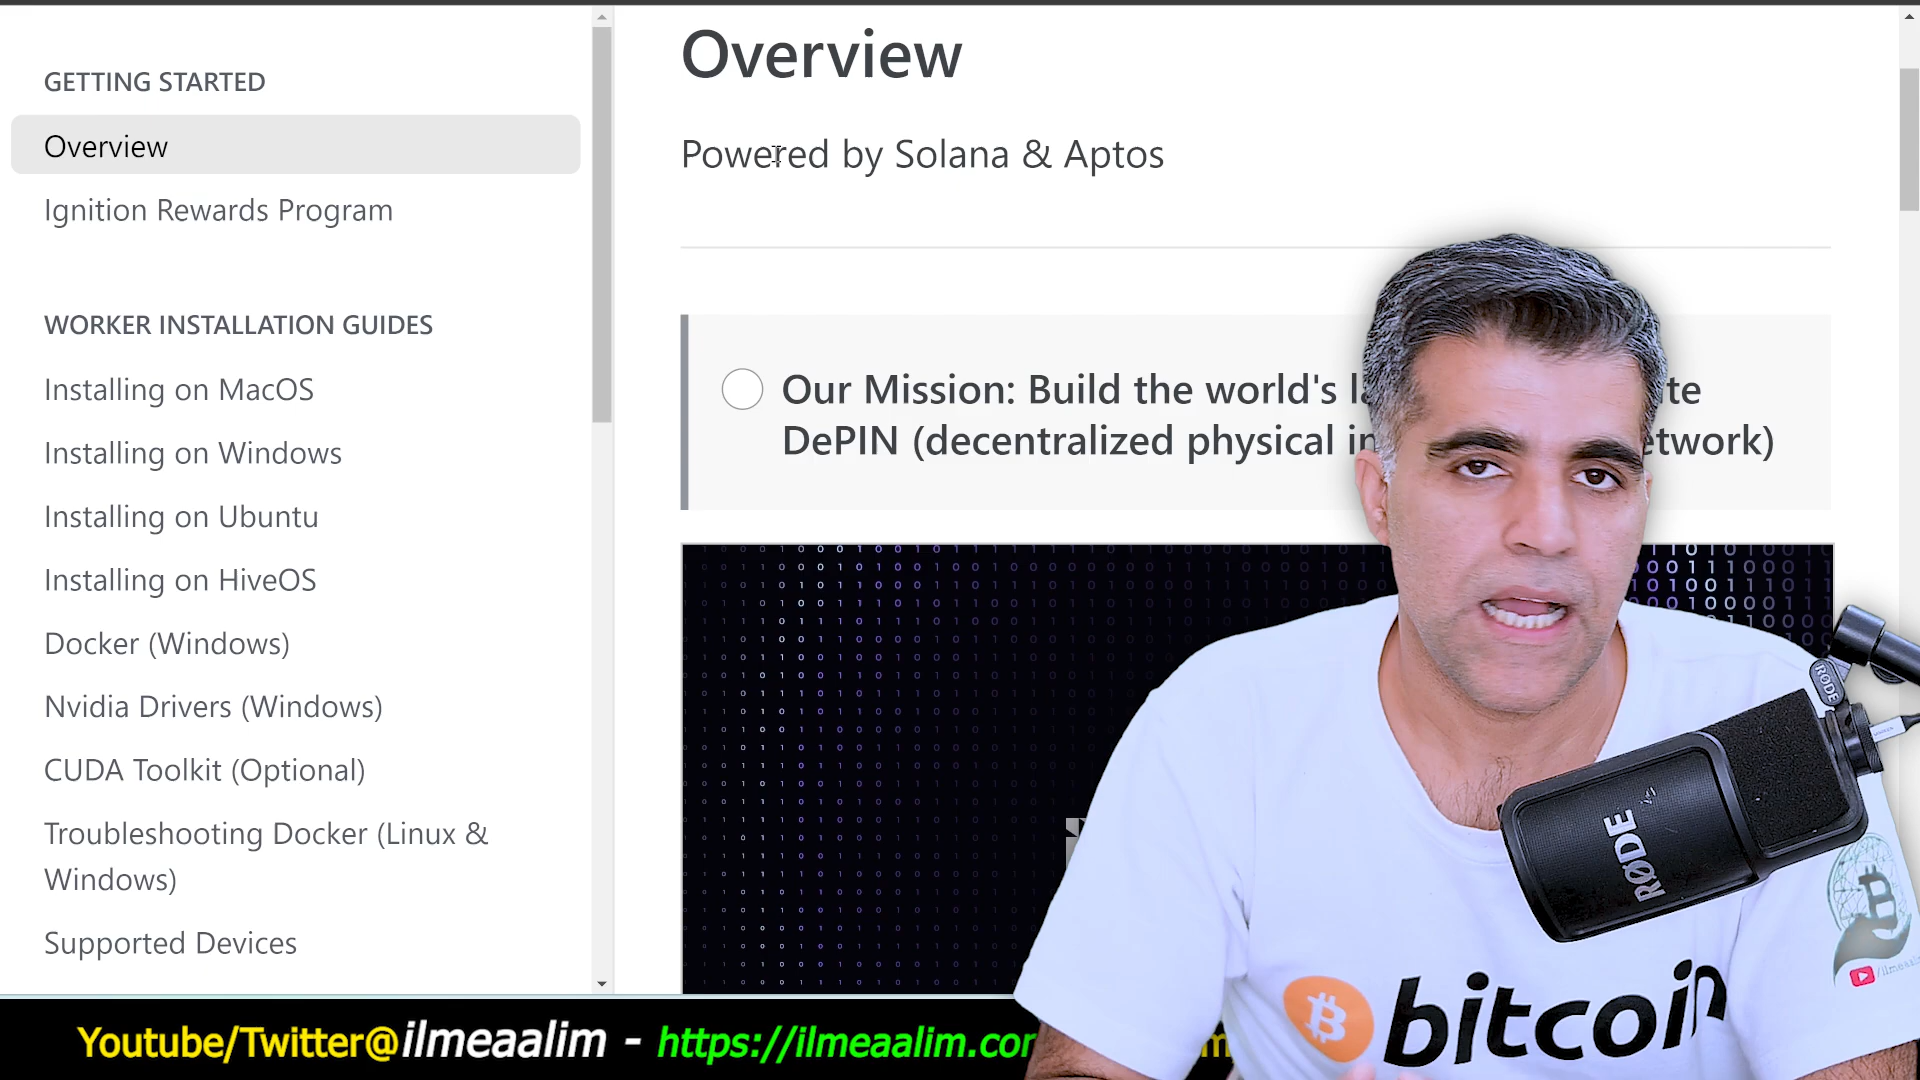 GETTING STARTED
Overview
Ignition Rewards Program
WORKER INSTALLATION GUIDES
Installing on MacOS
Installing on Windows
Installing on Ubuntu
Installing on HiveOS
Docker (Windows)
Nvidia Drivers (Windows)
CUDA Toolkit (Optional)
Troubleshooting Docker (Linux &
Windows)
Supported Devices
Overview
Powered by Solana & Aptos
Our Mission: Build the world's
DePIN (decentralized physical
RØDE
RØDE
bitcoin
Youtube/Twitter@ilmeaalim - https://ilmeaalim.co